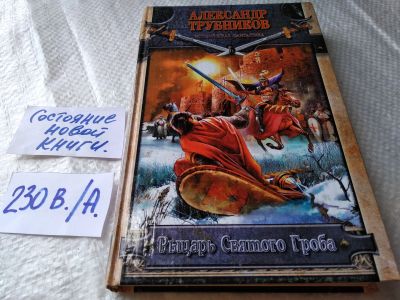 АЛЕКСАНДР
ТРУБНИКОВ
Рыцарь Святого Гроба
Состояние
новой
книги.
230 В./А.